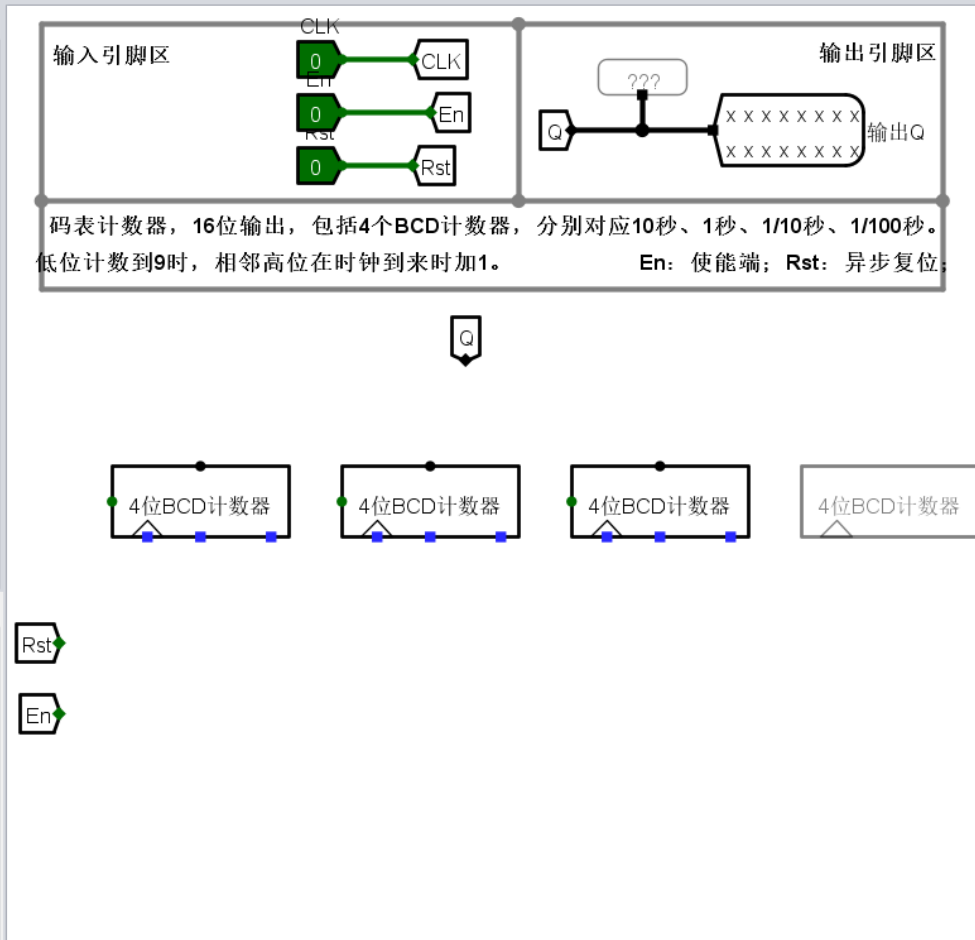 CLK
输入引脚区
输出引脚区
0
CLK
???
En
0
En
Q
x x x x x x x x
x x x x x x x x
输出Q
Rst
0
Rst
码表计数器，16位输出，包括4个BCD计数器，分别对应10秒、1秒、1/10秒、1/100秒。
低位计数到9时，相邻高位在时钟到来时加1。 En：使能端；Rst：异步复位；
Q
4位BCD计数器
4位BCD计数器
4位BCD计数器
4位BCD计数器
Rst
En